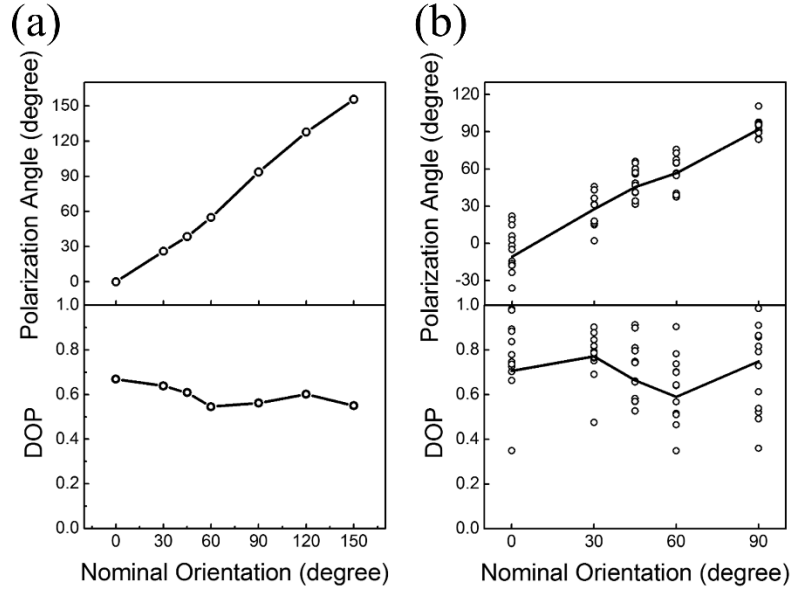 (a)
Polarization Angle (degree)
150
120
90
60
30
0
DOP
1.0
0.8
0.6
0.4
0.2
0.0
0 30 60 90 120 150
Nominal Orientation (degree)
(b)
Polarization Angle (degree)
120
90
60
30
0
-30
DOP
1.0
0.8
0.6
0.4
0.2
0.0
0 30 60 90
Nominal Orientation (degree)